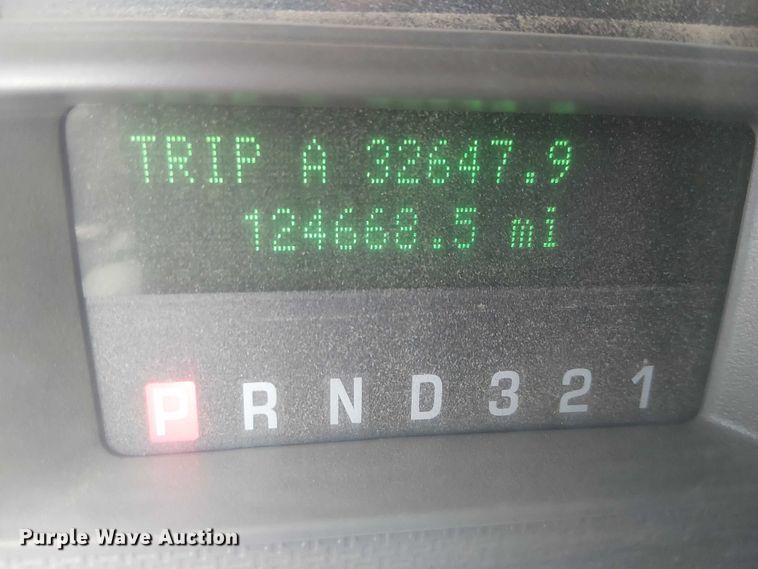 TRIP A 32647.9
124668.5 mi
P R N D 3 2 1
Purple Wave Auction